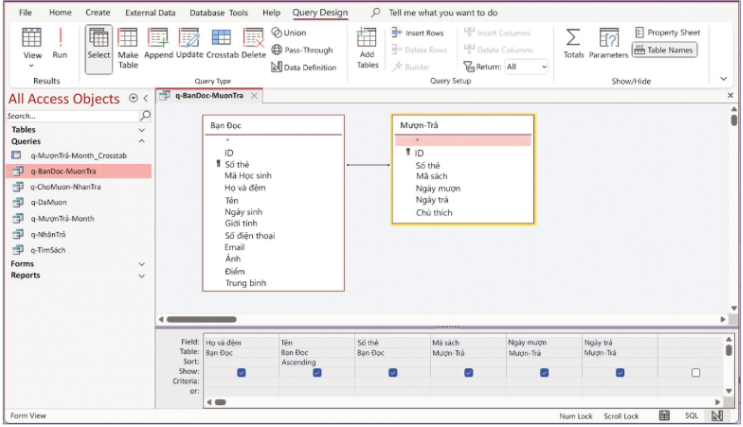 File Home Create External Data Database Tools Help Query Design Tell me what you want to do
View Run Select Make Table Append Update Crosstab Delete Union Pass-Through Data Definition Add Tables Insert Rows Delete Rows Builder Insert Columns Delete Columns Return: All Totals Parameters Property Sheet Table Names
Results Query Type Query Setup Show/Hide
All Access Objects
Search...
Tables
Queries
q-MượnTrả-Month_Crosstab
q-BanDoc-MuonTra
q-ChoMuon-NhanTra
q-DaMuon
q-MượnTrả-Month
q-NhậnTrả
q-TimSách
Forms
Reports
q-BanDoc-MuonTra
Bạn Đọc
*
ID
Số thẻ
Mã Học sinh
Họ và đệm
Tên
Ngày sinh
Giới tính
Số điện thoại
Email
Ảnh
Điểm
Trung bình
Mượn-Trả
*
ID
Số thẻ
Mã sách
Ngày mượn
Ngày trả
Chú thích
Field: Họ và đệm Tên Số thẻ Mã sách Ngày mượn Ngày trả
Table: Bạn Đọc Bạn Đọc Bạn Đọc Mượn-Trả Mượn-Trả Mượn-Trả
Sort: Ascending
Show:
Criteria:
or:
Form View Num Lock Scroll Lock SQL